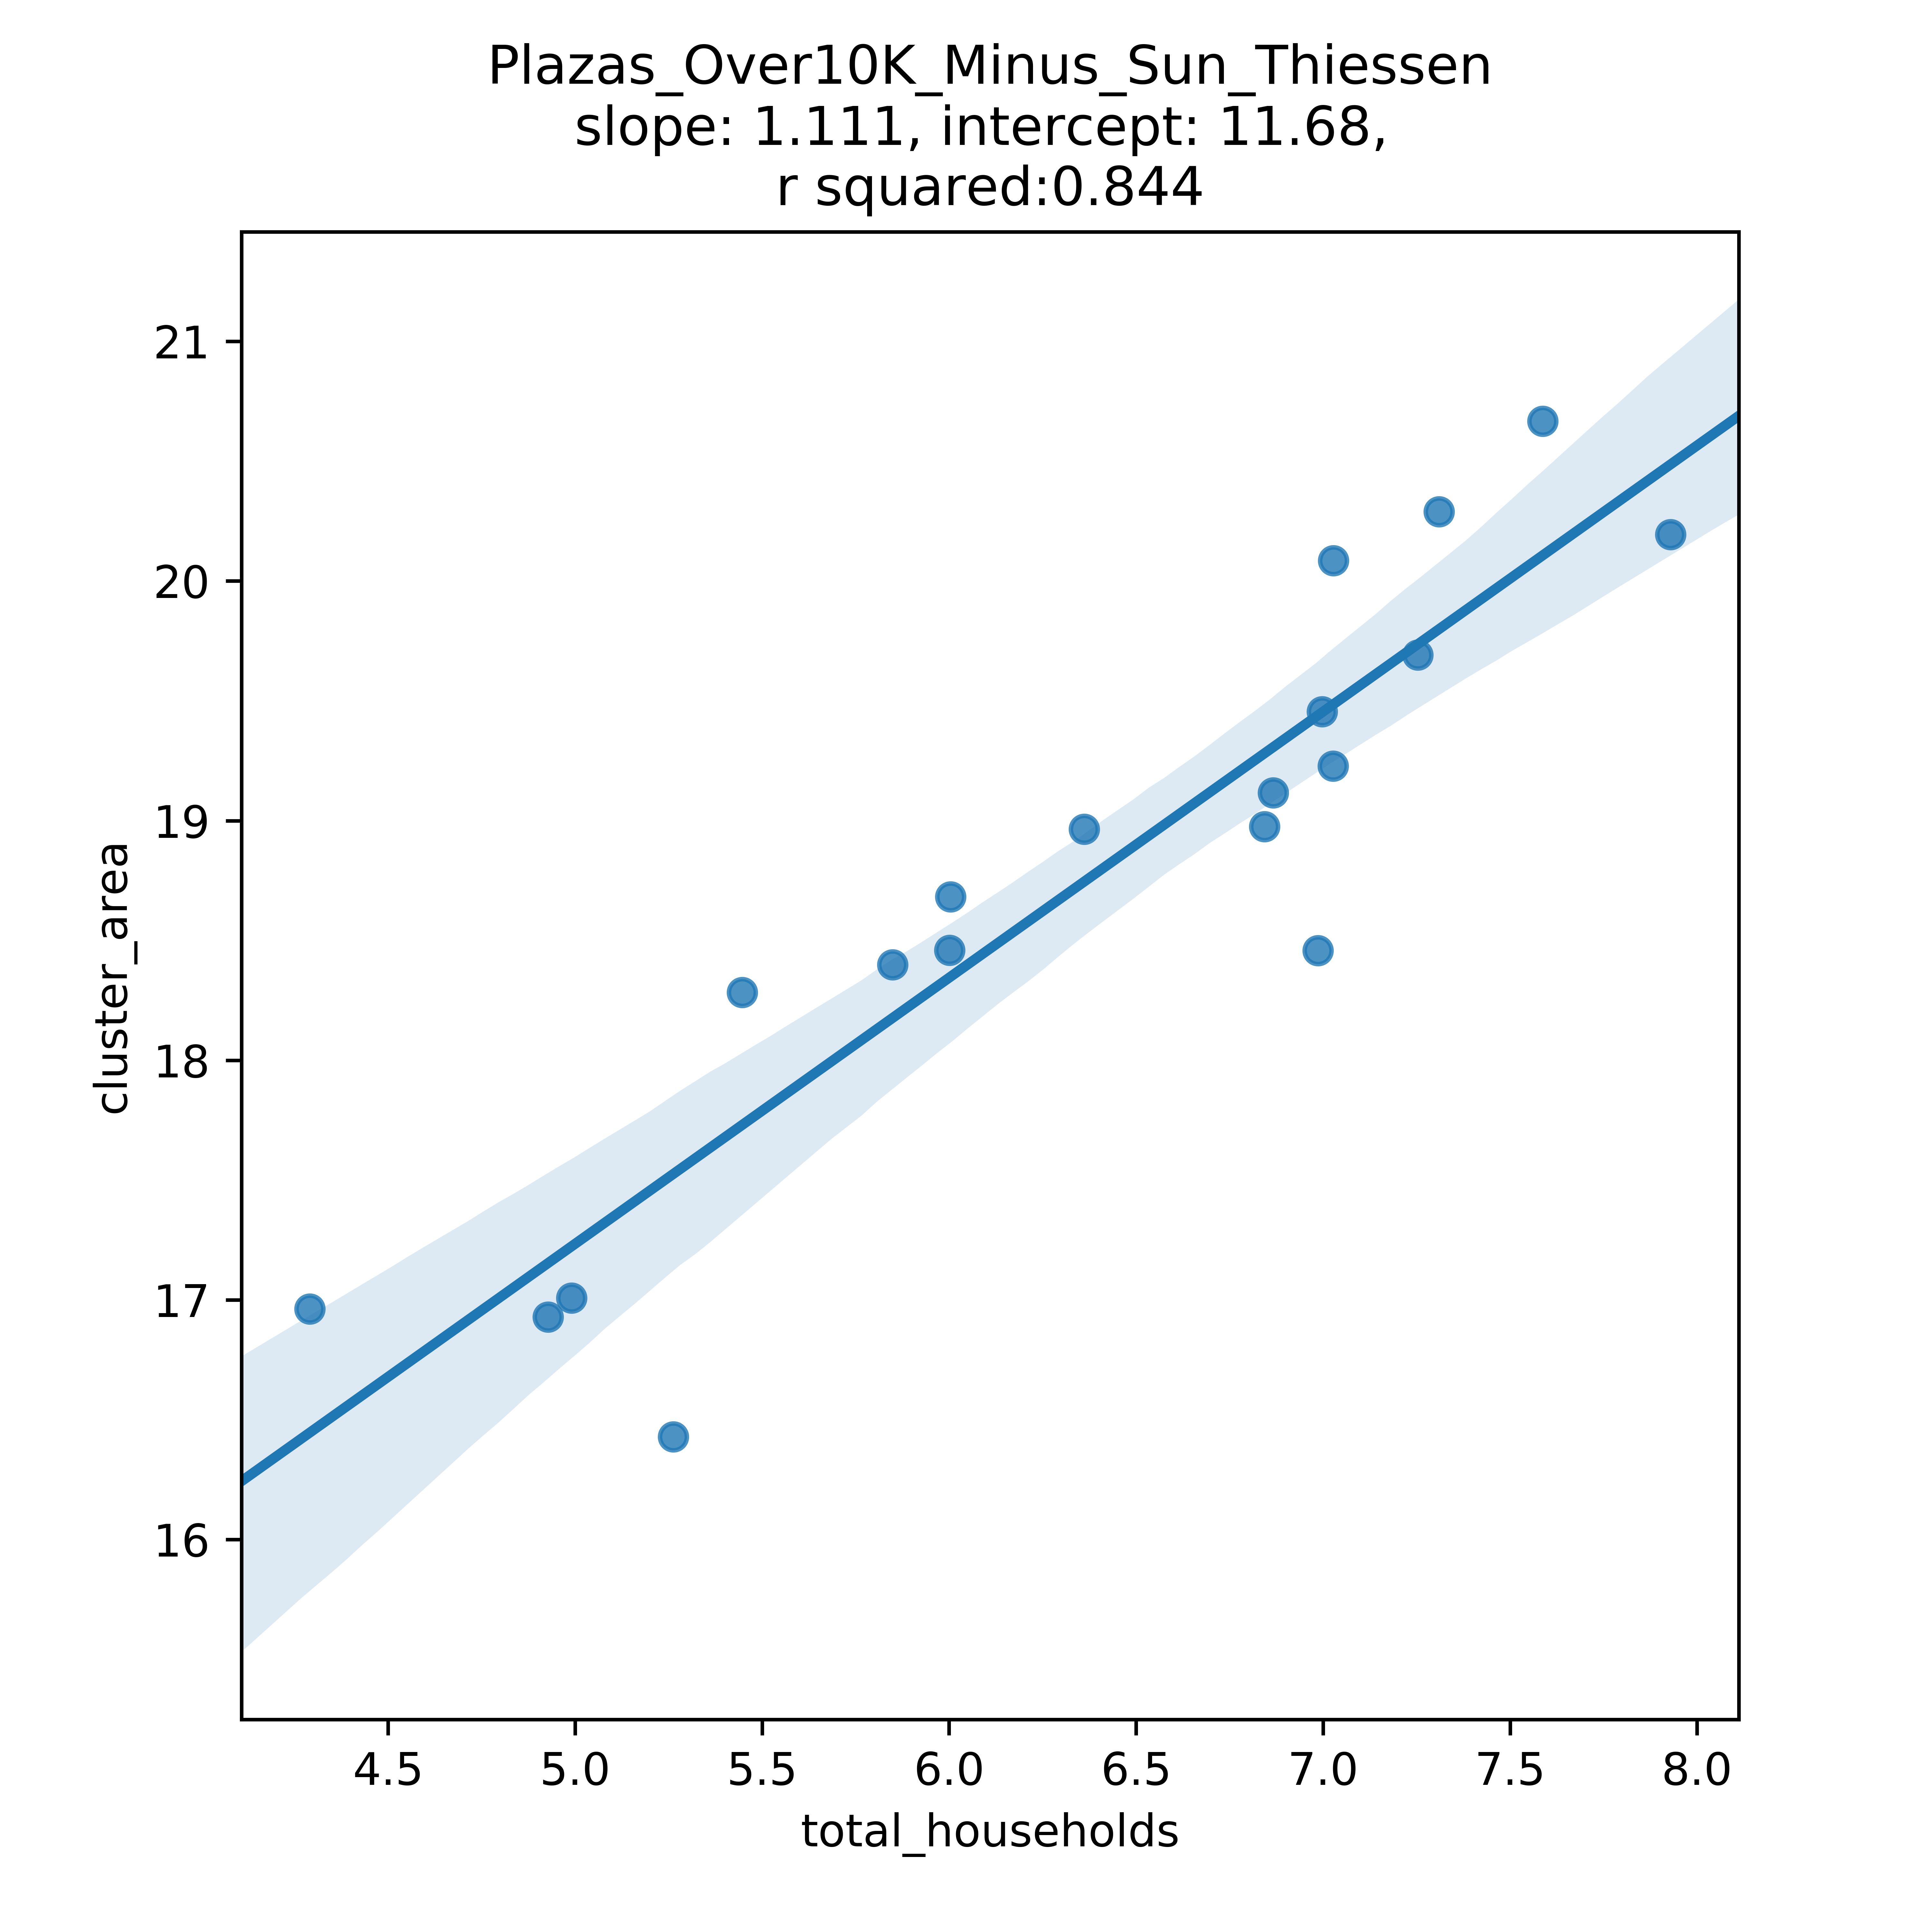 Plazas_Over10K_Minus_Sun_Thiessen
slope: 1.111, intercept: 11.68,
r squared:0.844
21
20
19
18
17
16
cluster_area
4.5 5.0 5.5 6.0 6.5 7.0 7.5 8.0
total_households